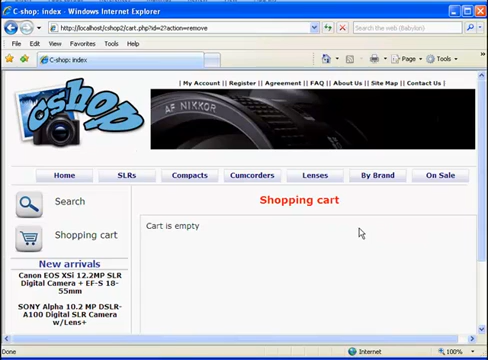 C-shop: index - Windows Internet Explorer
http://localhost/cshop2/cart.php?id=2?action=remove
Search the web (Babylon)
File Edit View Favorites Tools Help
C-shop: index
Page Tools
cshop
AF NIKKOR
| My Account | | Register | | Agreement | | FAQ | | About Us | | Site Map | | Contact Us |
Home SLRs Compacts Cumcorders Lenses By Brand On Sale
Search
Shopping cart
Shopping cart
Cart is empty
New arrivals
Canon EOS XSi 12.2MP SLR
Digital Camera + EF-S 18-
55mm
SONY Alpha 10.2 MP DSLR-
A100 Digital SLR Camera
w/Lens+
Done
Internet
100%